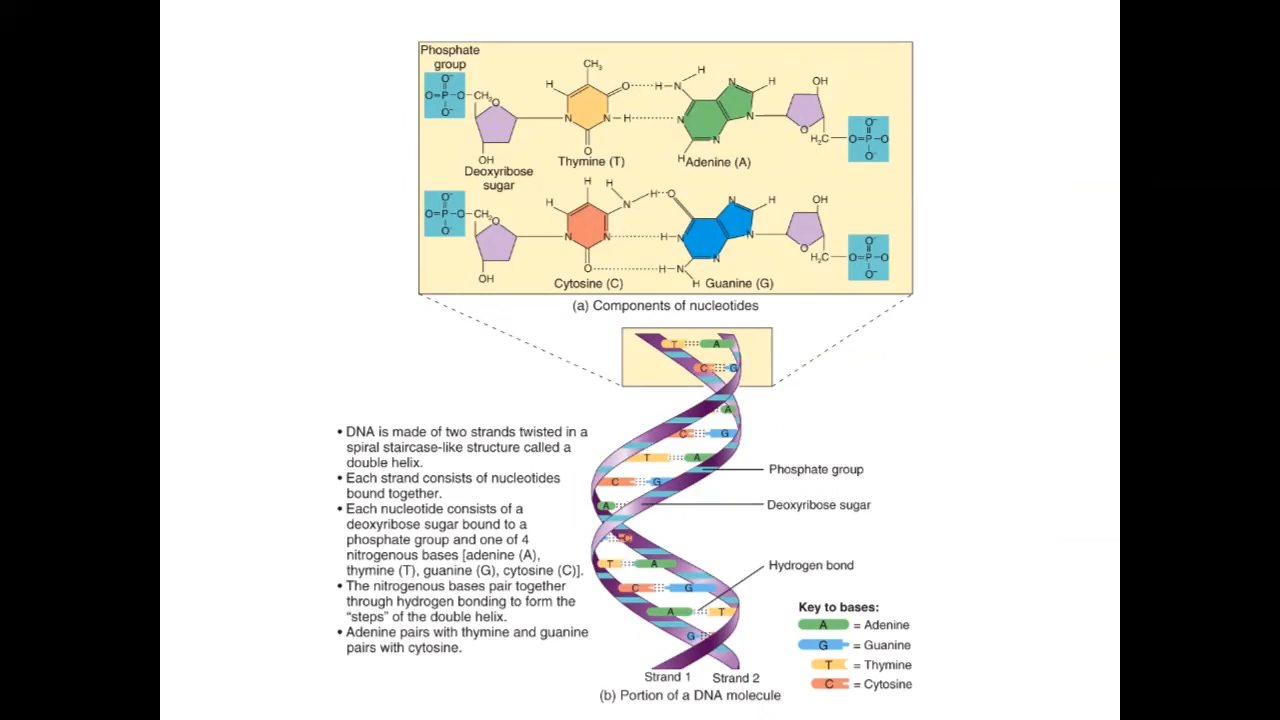 Phosphate
group
CH₃
O⁻
H
O
H
N
H
N
H
OH
O=P–O
CH₂
O
O⁻
N
N
H
N
N
N
O
O⁻
OH
O
H
N
H₂C
O=P–O
O⁻
Thymine (T)
Adenine (A)
Deoxyribose
sugar
H
H
O⁻
H
N
H
O
N
H
OH
O=P–O
CH₂
O
O⁻
N
N
H
N
N
N
O
O⁻
H₂C
O=P–O
O
H
N
O⁻
OH
Cytosine (C)
H
Guanine (G)
(a) Components of nucleotides
T A
C G
A
C G
T A
C G
A
C
T A
C G
A T
G
• DNA is made of two strands twisted in a
spiral staircase-like structure called a
double helix.
• Each strand consists of nucleotides
bound together.
• Each nucleotide consists of a
deoxyribose sugar bound to a
phosphate group and one of 4
nitrogenous bases [adenine (A),
thymine (T), guanine (G), cytosine (C)].
• The nitrogenous bases pair together
through hydrogen bonding to form the
“steps” of the double helix.
• Adenine pairs with thymine and guanine
pairs with cytosine.
Phosphate group
Deoxyribose sugar
Hydrogen bond
Key to bases:
A = Adenine
G = Guanine
T = Thymine
C = Cytosine
Strand 1 Strand 2
(b) Portion of a DNA molecule